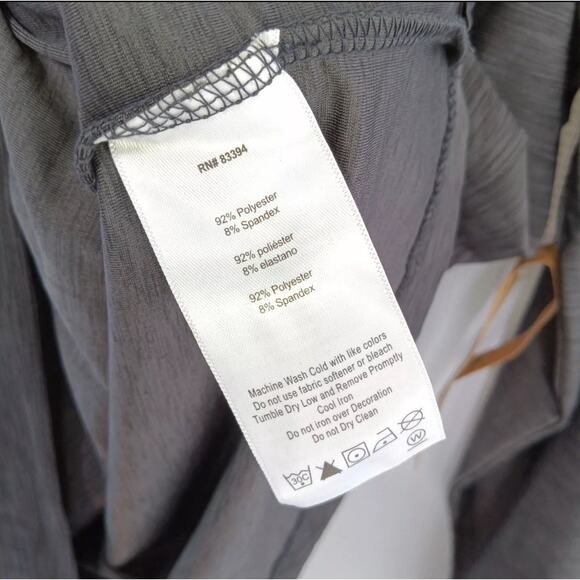 RN# 83394
92% Polyester
8% Spandex
92% poliéster
8% elastano
92% Polyester
8% Spandex
Machine Wash Cold with like colors
Do not use fabric softener or bleach
Tumble Dry Low and Remove Promptly
Cool Iron
Do not iron over Decoration
Do not Dry Clean
30C
W